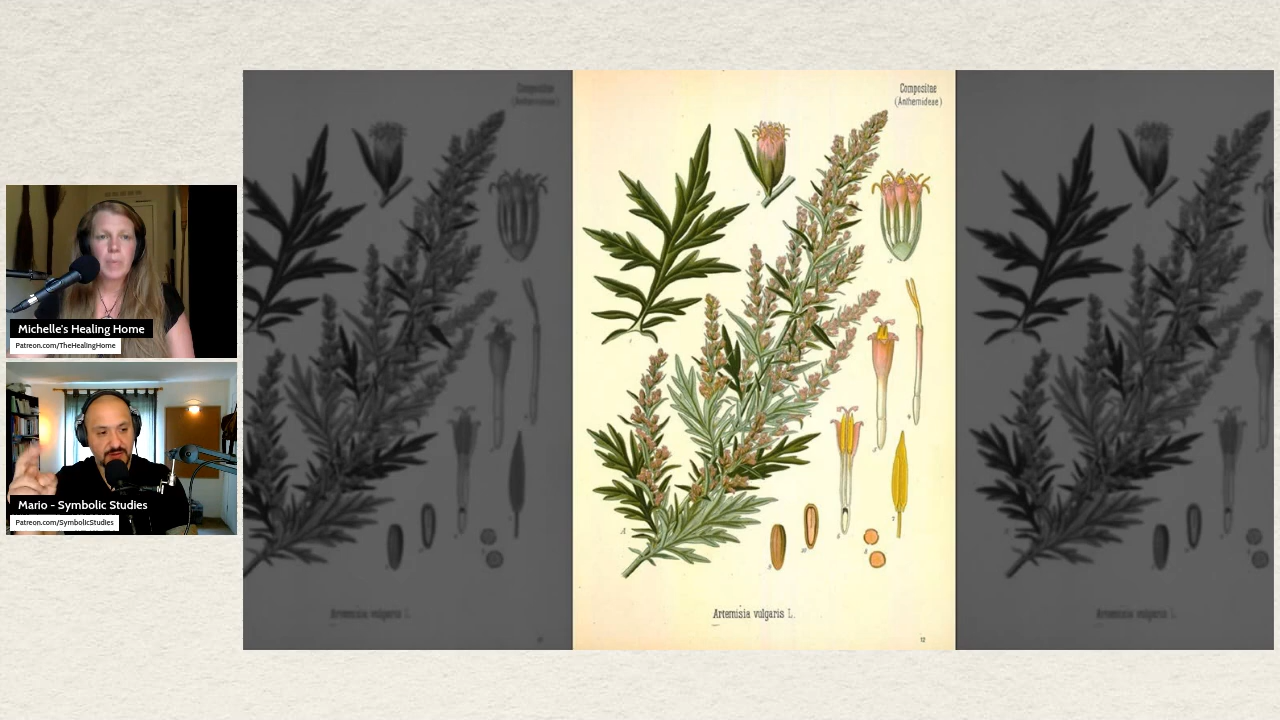 Michelle's Healing Home
Patreon.com/TheHealingHome
Mario - Symbolic Studies
Patreon.com/SymbolicStudies
Compositae
(Anthemideae)
Artemisia vulgaris L.
12